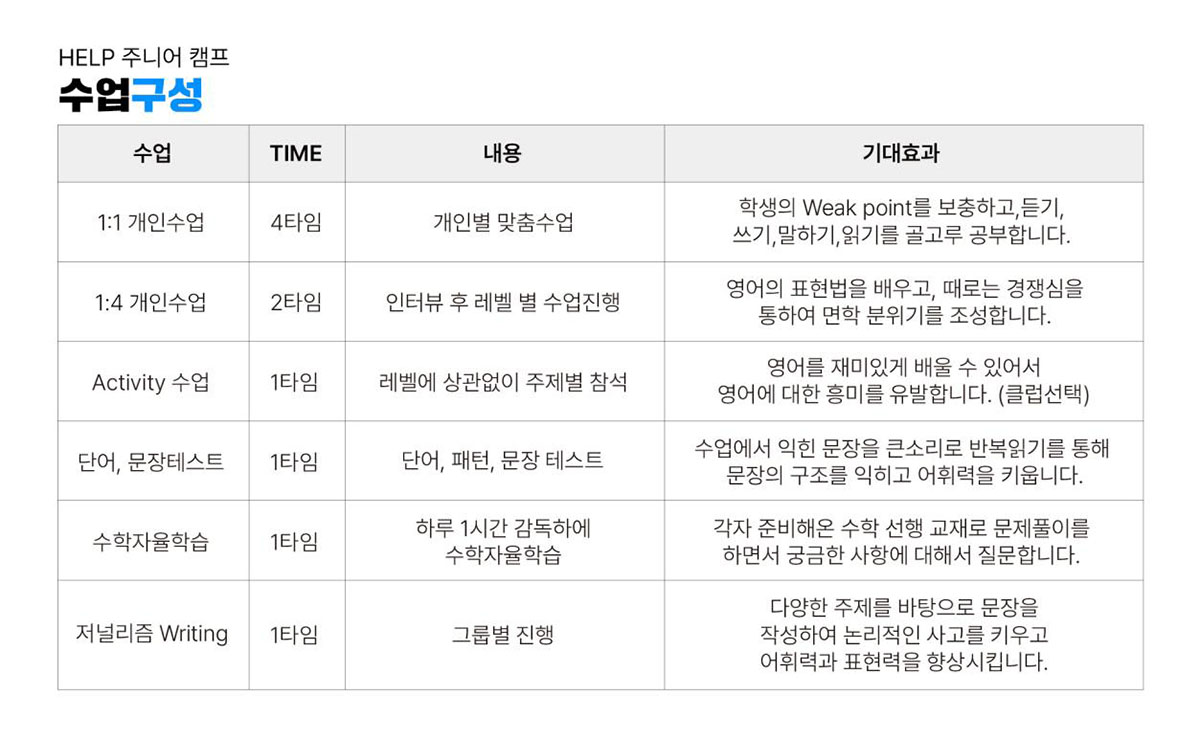 HELP 주니어 캠프
수업구성
수업 TIME 내용 기대효과
1:1 개인수업 4타임 개인별 맞춤수업 학생의 Weak point를 보충하고,듣기,
쓰기,말하기,읽기를 골고루 공부합니다.
1:4 개인수업 2타임 인터뷰 후 레벨 별 수업진행 영어의 표현법을 배우고, 때로는 경쟁심을
통하여 면학 분위기를 조성합니다.
Activity 수업 1타임 레벨에 상관없이 주제별 참석 영어를 재미있게 배울 수 있어서
영어에 대한 흥미를 유발합니다. (클럽선택)
단어, 문장테스트 1타임 단어, 패턴, 문장 테스트 수업에서 익힌 문장을 큰소리로 반복읽기를 통해
문장의 구조를 익히고 어휘력을 키웁니다.
수학자율학습 1타임 하루 1시간 감독하에
수학자율학습 각자 준비해온 수학 선행 교재로 문제풀이를
하면서 궁금한 사항에 대해서 질문합니다.
저널리즘 Writing 1타임 그룹별 진행 다양한 주제를 바탕으로 문장을
작성하여 논리적인 사고를 키우고
어휘력과 표현력을 향상시킵니다.